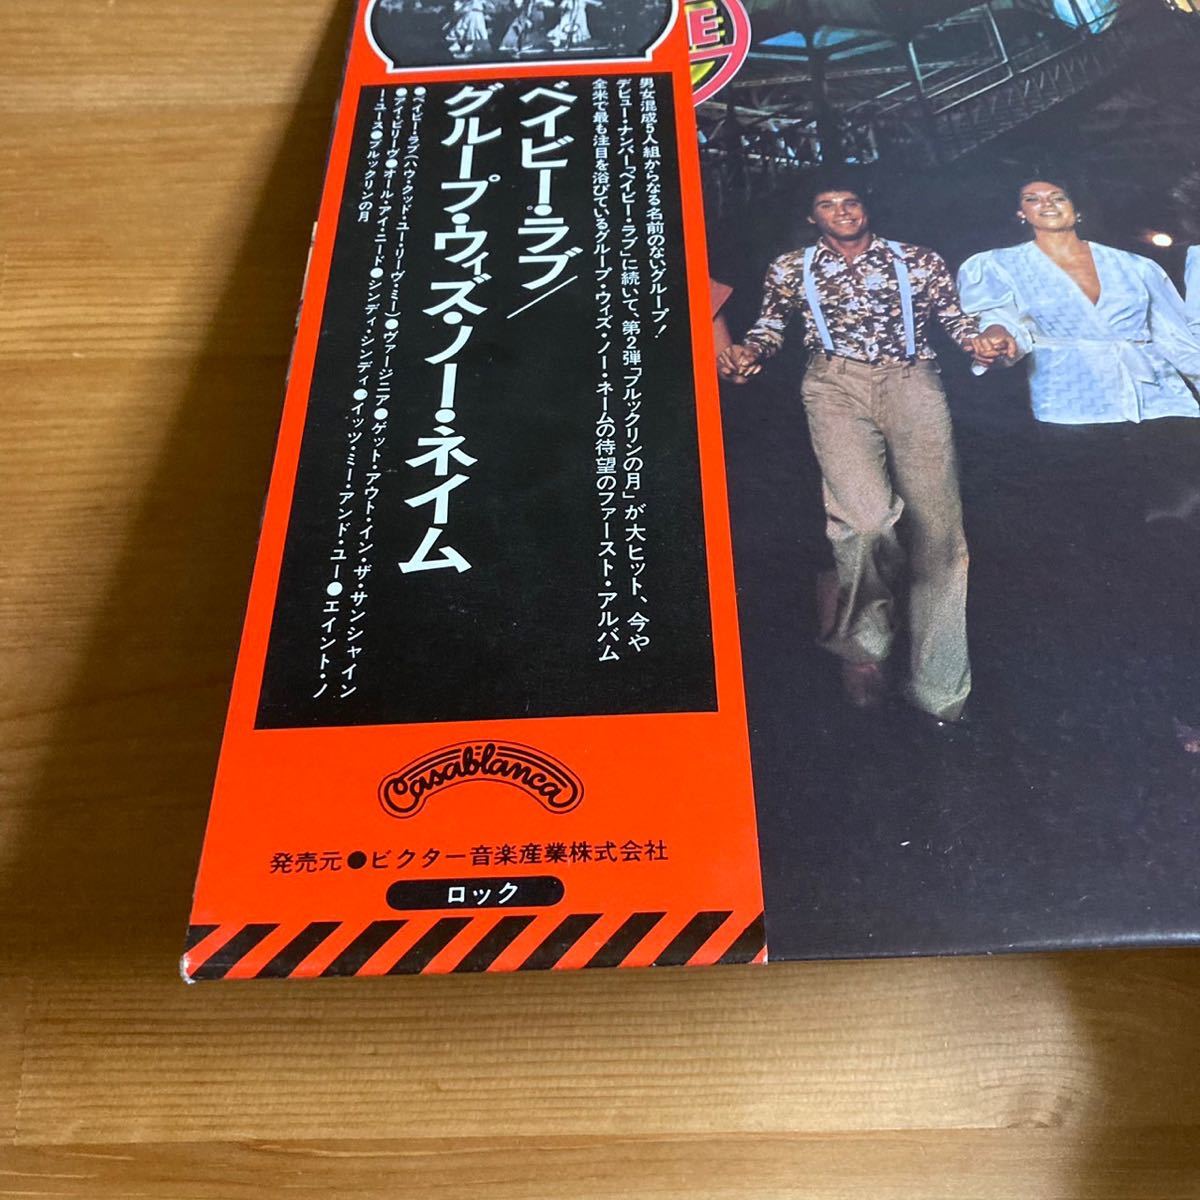 E
男女混成5人組からなる名前のないグループ!
デビュー・ナンバー「ベイビー・ラブ」に続いて、第2弾「ブルックリンの月」が大ヒット、今や
全米で最も注目を浴びているグループ・ウィズ・ノー・ネームの待望のファースト・アルバム
ベイビー・ラブ/
グループ・ウィズ・ノー・ネイム
●ベイビー・ラブ(ハウ・クッド・ユー・リーヴ・ミー)●ヴァージニア●ゲット・アウト・イン・ザ・サンシャイン
●アイ・ビリーヴ●オール・アイ・ニード●シンディ・シンディ●イッツ・ミー・アンド・ユー●エイント・ノ
ー・ユース●ブルックリンの月
Casablanca
発売元●ビクター音楽産業株式会社
ロック